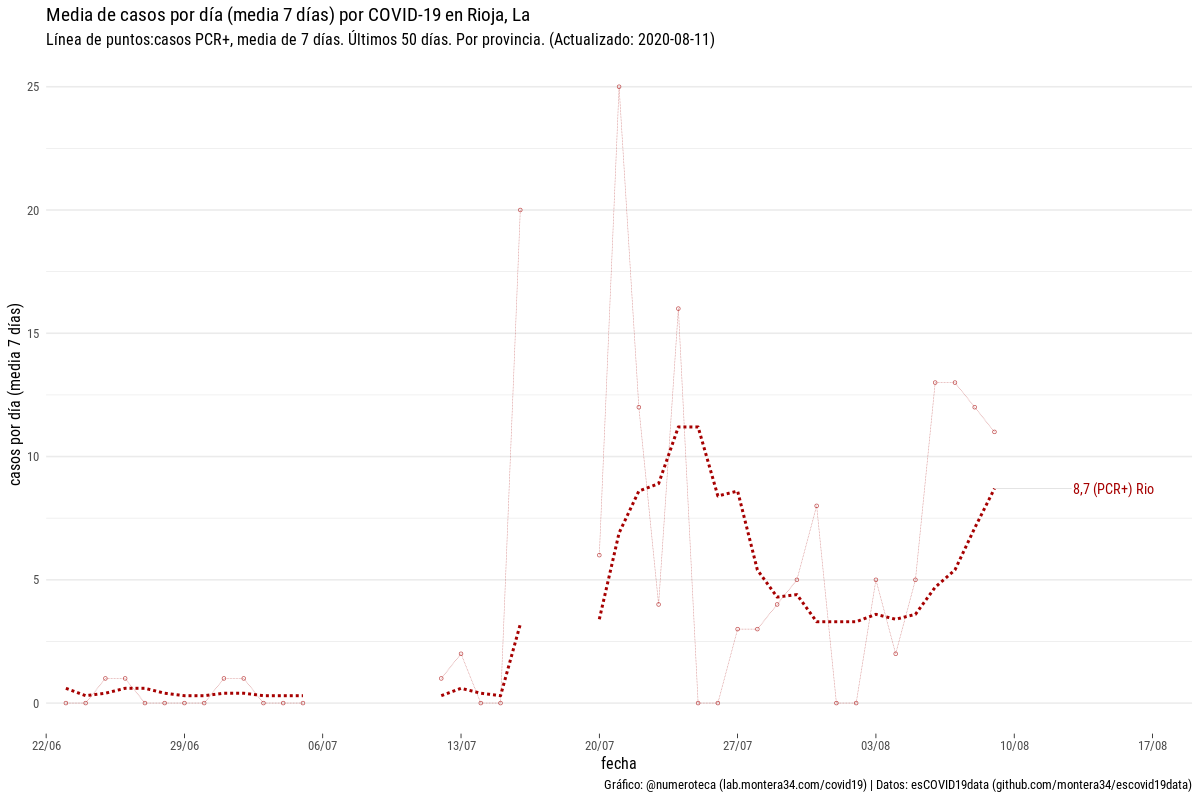 Media de casos por día (media 7 días) por COVID-19 en Rioja, La
Línea de puntos:casos PCR+, media de 7 días. Últimos 50 días. Por provincia. (Actualizado: 2020-08-11)
casos por día (media 7 días)
25
20
15
10
5
0
8,7 (PCR+) Rio
22/06 29/06 06/07 13/07 20/07 27/07 03/08 10/08 17/08
fecha
Gráfico: @numeroteca (lab.montera34.com/covid19) | Datos: esCOVID19data (github.com/montera34/escovid19data)